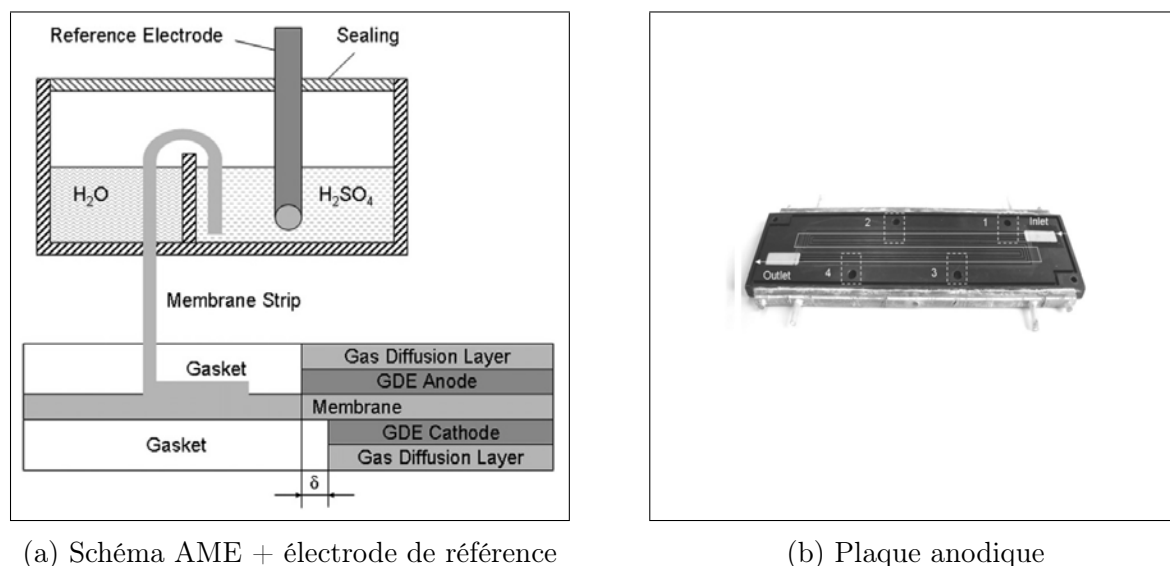 Reference Electrode
Sealing
H₂O
H₂SO₄
Membrane Strip
Gasket
Gas Diffusion Layer
GDE Anode
Membrane
Gasket
GDE Cathode
Gas Diffusion Layer
δ
2
1
Inlet
Outlet
4
3
(a) Schéma AME + électrode de référence
(b) Plaque anodique